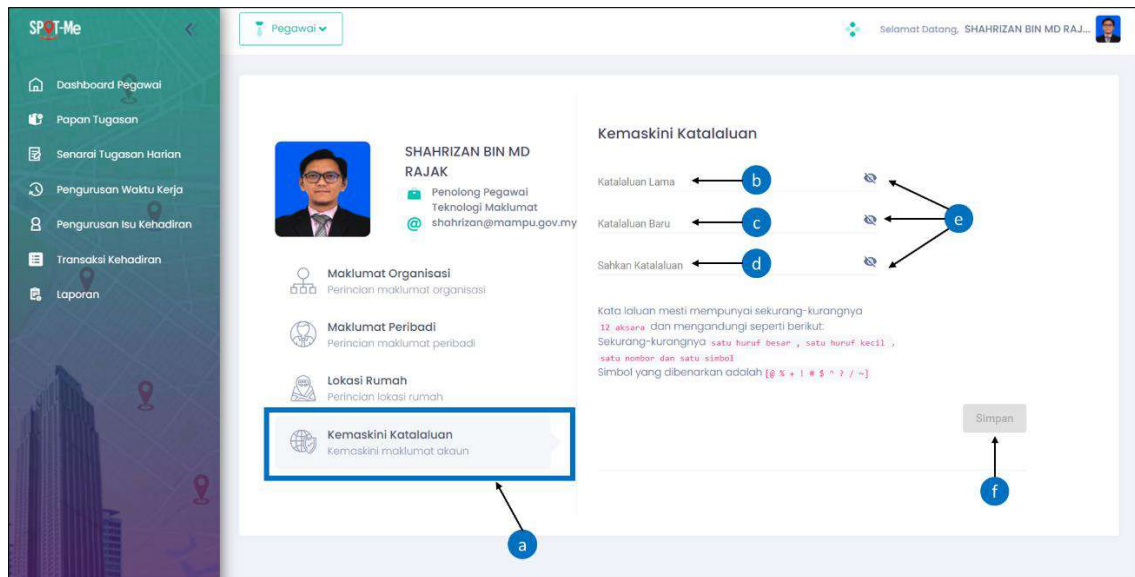 SPOT-Me
Pegawai
Selamat Datang, SHAHRIZAN BIN MD RAJ...
Dashboard Pegawai
Papan Tugasan
Senarai Tugasan Harian
Pengurusan Waktu Kerja
Pengurusan Isu Kehadiran
Transaksi Kehadiran
Laporan
SHAHRIZAN BIN MD
RAJAK
Penolong Pegawai
Teknologi Maklumat
@ shahrizan@mampu.gov.my
Maklumat Organisasi
Perincian maklumat organisasi
Maklumat Peribadi
Perincian maklumat peribadi
Lokasi Rumah
Perincian lokasi rumah
Kemaskini Katalaluan
Kemaskini maklumat akaun
a
Kemaskini Katalaluan
Katalaluan Lama b
Katalaluan Baru c
e
Sahkan Katalaluan d
Kata laluan mesti mempunyai sekurang-kurangnya
12 aksara dan mengandungi seperti berikut:
Sekurang-kurangnya satu huruf besar , satu huruf kecil ,
satu nombor dan satu simbol
Simbol yang dibenarkan adalah [@ % + ! # $ ^ ? / ~]
Simpan
f